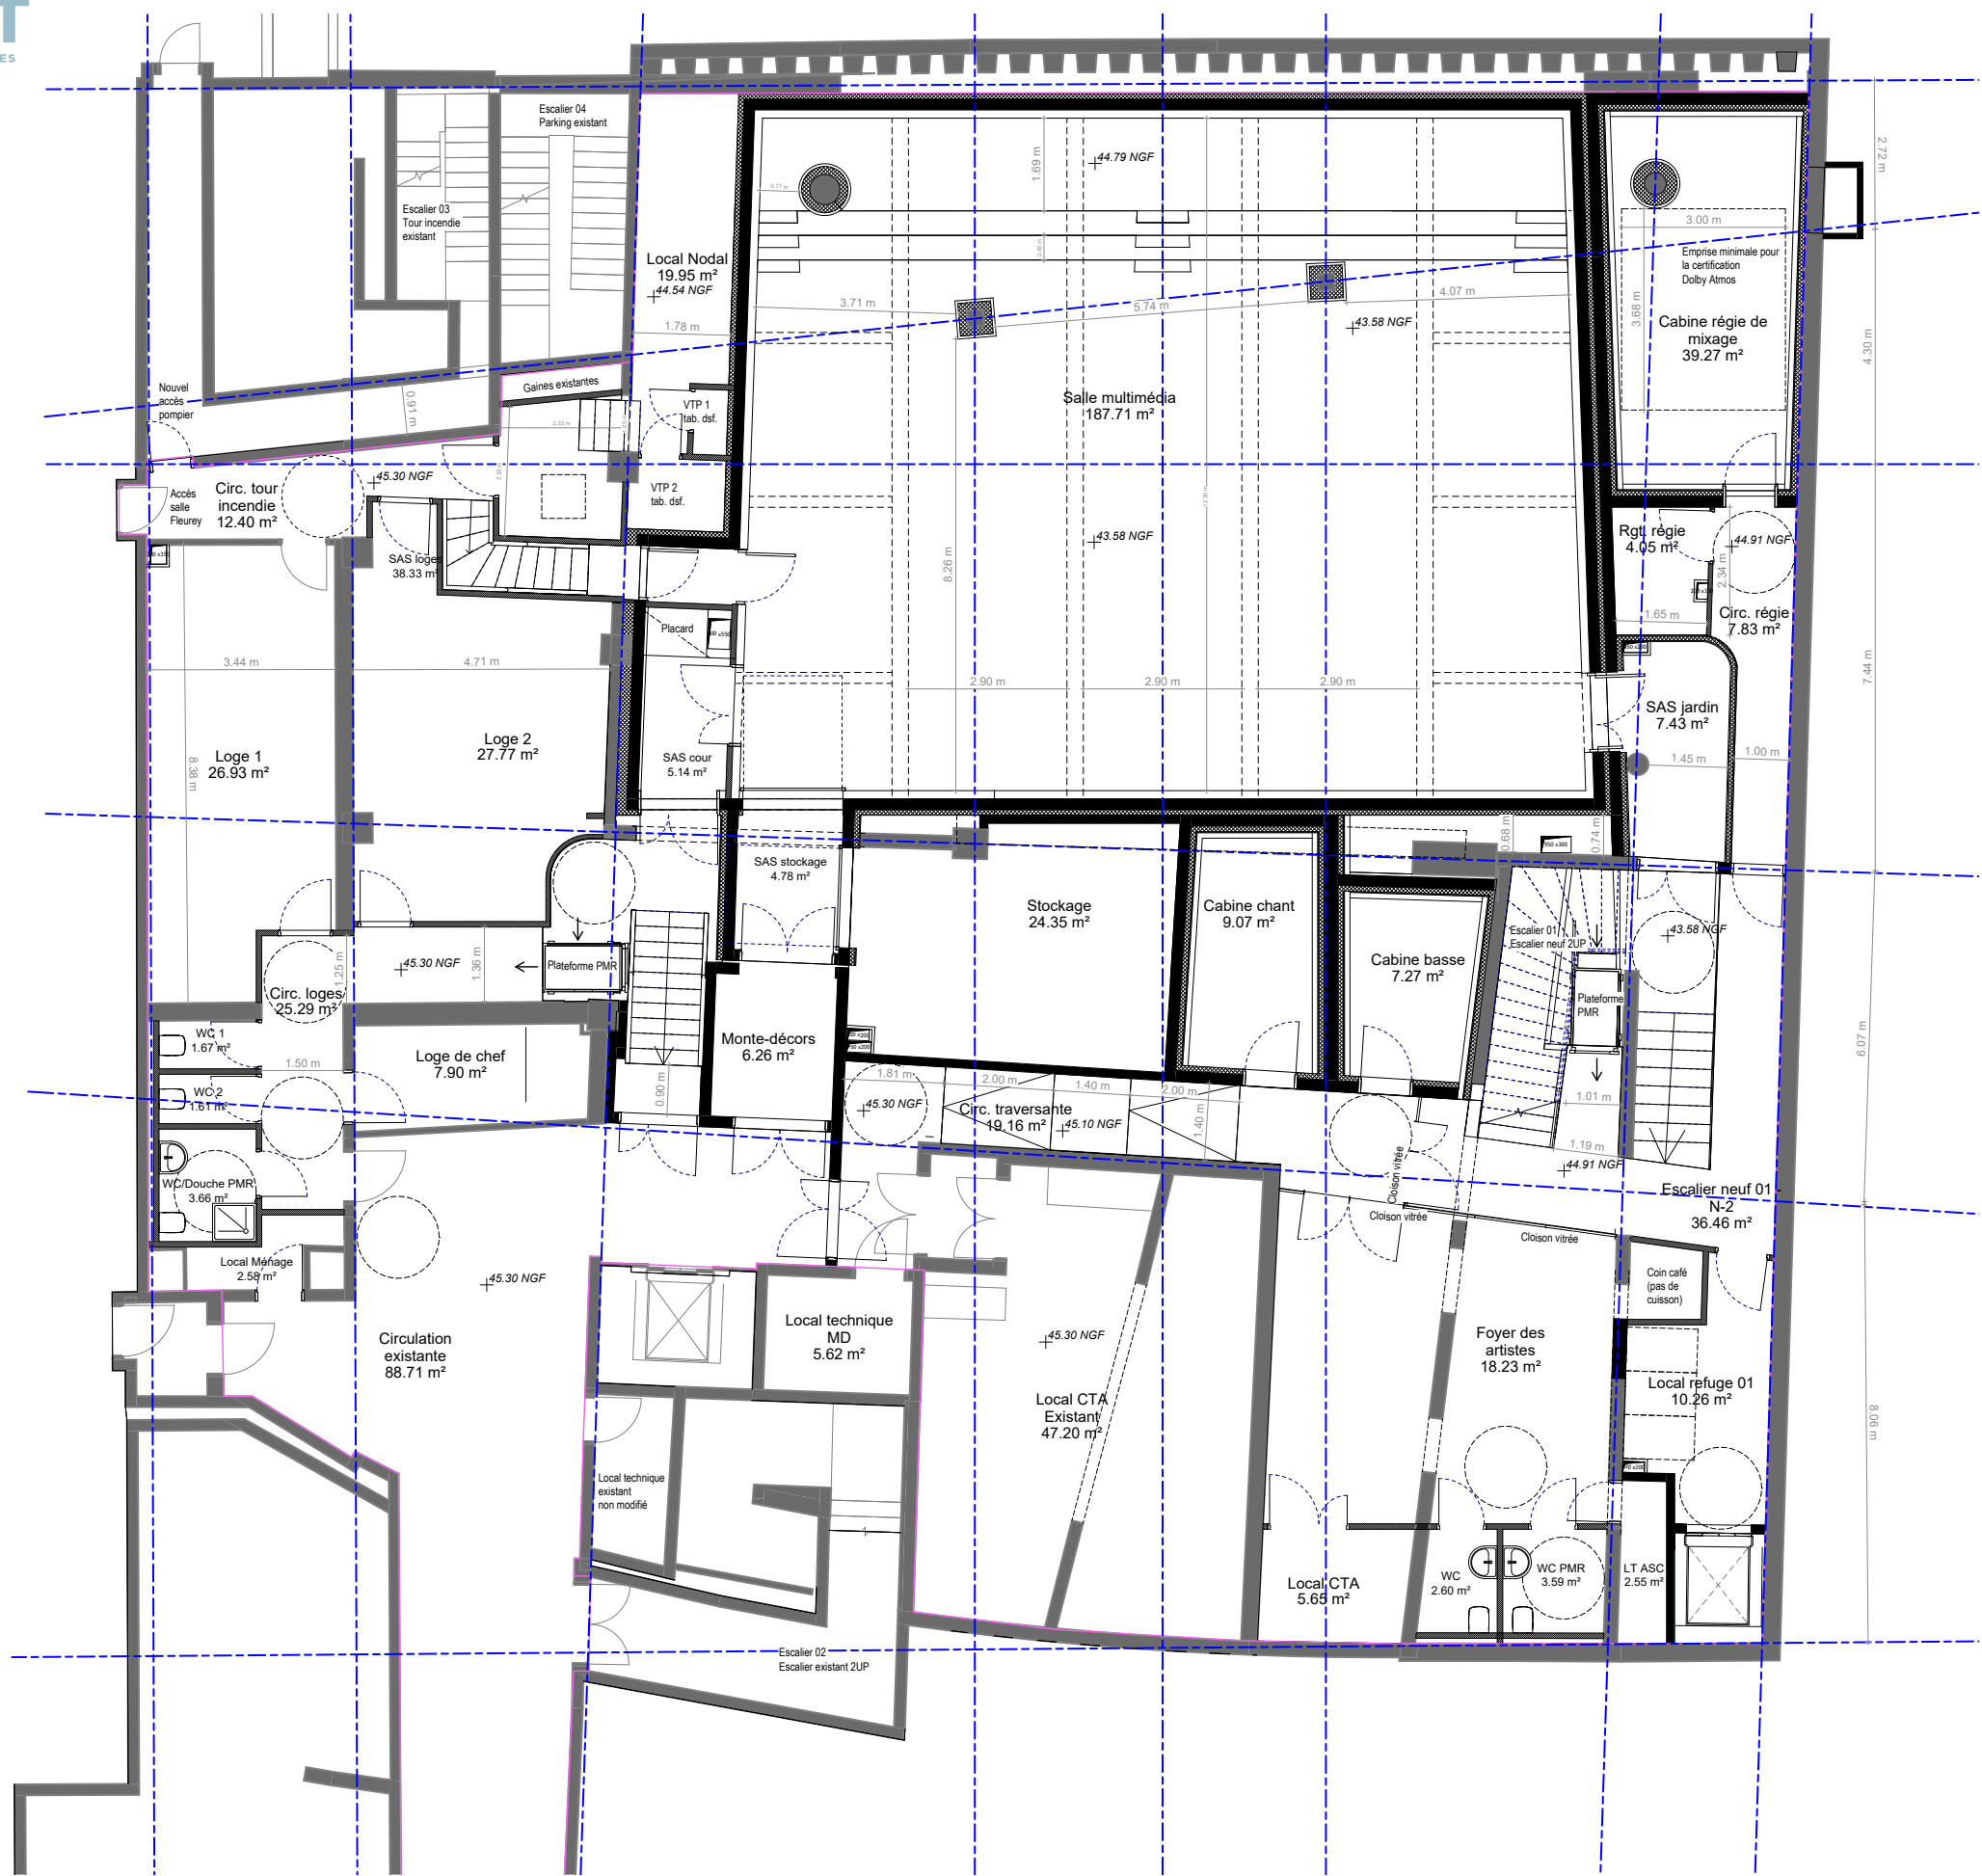 T
ES
Escalier 04
Parking existant
Escalier 03
Tour incendie
existant
Local Nodal
19.95 m²
44.54 NGF
1.78 m
44.79 NGF
1.69 m
0.71 m
3.71 m
5.74 m
4.07 m
43.58 NGF
Salle multimédia
187.71 m²
43.58 NGF
8.26 m
2.90 m
2.90 m
2.90 m
3.00 m
Emprise minimale pour
la certification
Dolby Atmos
3.68 m
Cabine régie de
mixage
39.27 m²
2.72 m
4.30 m
7.44 m
6.07 m
8.06 m
Nouvel
accès
pompier
0.91 m
Gaines existantes
2.23 m
VTP 1
tab. dsf.
VTP 2
tab. dsf.
45.30 NGF
Circ. tour
incendie
12.40 m²
Accès
salle
Fleurey
SAS loges
38.33 m²
Rgt. régie
4.05 m²
44.91 NGF
2.34 m
1.65 m
Circ. régie
7.83 m²
Placard
3.44 m
4.71 m
8.38 m
Loge 1
26.93 m²
Loge 2
27.77 m²
SAS cour
5.14 m²
SAS jardin
7.43 m²
1.45 m
1.00 m
0.68 m
0.74 m
550 x300
SAS stockage
4.78 m²
Stockage
24.35 m²
Cabine chant
9.07 m²
Cabine basse
7.27 m²
Escalier 01
Escalier neuf 2UP
43.58 NGF
Plateforme
PMR
Plateforme PMR
45.30 NGF
1.36 m
1.25 m
Circ. loges
25.29 m²
WC 1
1.67 m²
1.50 m
WC 2
1.61 m²
Loge de chef
7.90 m²
0.90 m
Monte-décors
6.26 m²
1.81 m
2.00 m
1.40 m
2.00 m
45.30 NGF
Circ. traversante
19.16 m²
45.10 NGF
1.40 m
1.01 m
1.19 m
44.91 NGF
Cloison vitrée
Cloison vitrée
Cloison vitrée
Escalier neuf 01 -
N-2
36.46 m²
WC/Douche PMR
3.66 m²
Local Ménage
2.58 m²
45.30 NGF
Circulation
existante
88.71 m²
Local technique
MD
5.62 m²
45.30 NGF
Local CTA
Existant
47.20 m²
Coin café
(pas de
cuisson)
Foyer des
artistes
18.23 m²
Local refuge 01
10.26 m²
Local technique
existant
non modifié
Local CTA
5.65 m²
WC
2.60 m²
WC PMR
3.59 m²
LT ASC
2.55 m²
Escalier 02
Escalier existant 2UP